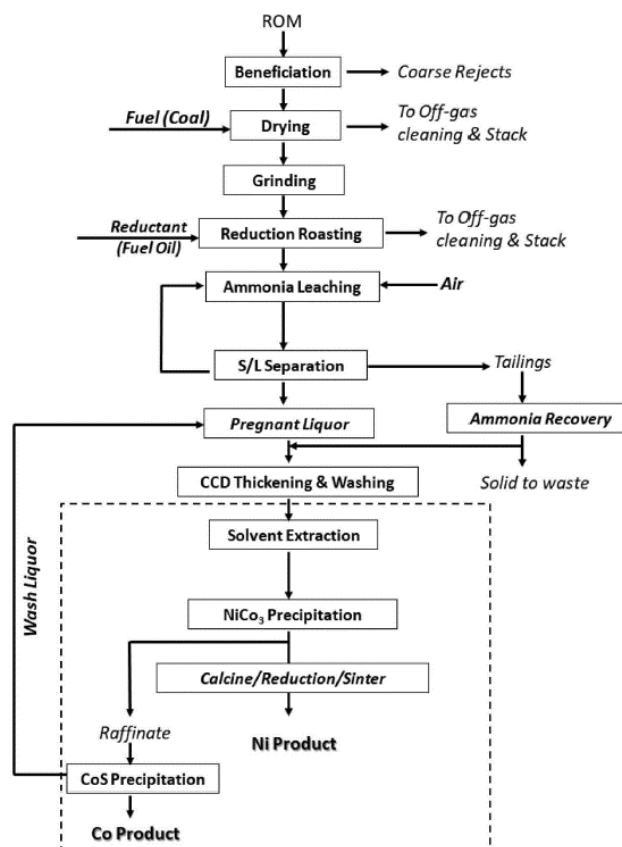 ROM
Beneficiation
Coarse Rejects
Fuel (Coal)
Drying
To Off-gas
cleaning & Stack
Grinding
Reductant
(Fuel Oil)
Reduction Roasting
To Off-gas
cleaning & Stack
Ammonia Leaching
Air
S/L Separation
Tailings
Pregnant Liquor
Ammonia Recovery
CCD Thickening & Washing
Solid to waste
Solvent Extraction
Wash Liquor
NiCo₃ Precipitation
Calcine/Reduction/Sinter
Raffinate
Ni Product
CoS Precipitation
Co Product